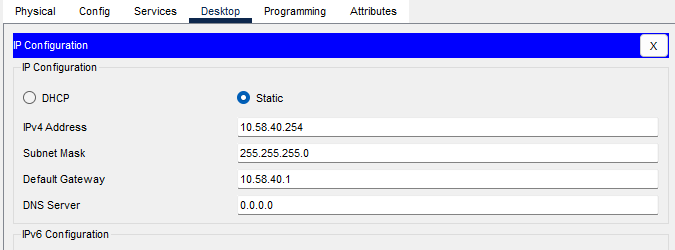 Physical Config Services Desktop Programming Attributes
IP Configuration X
IP Configuration
DHCP Static
IPv4 Address 10.58.40.254
Subnet Mask 255.255.255.0
Default Gateway 10.58.40.1
DNS Server 0.0.0.0
IPv6 Configuration